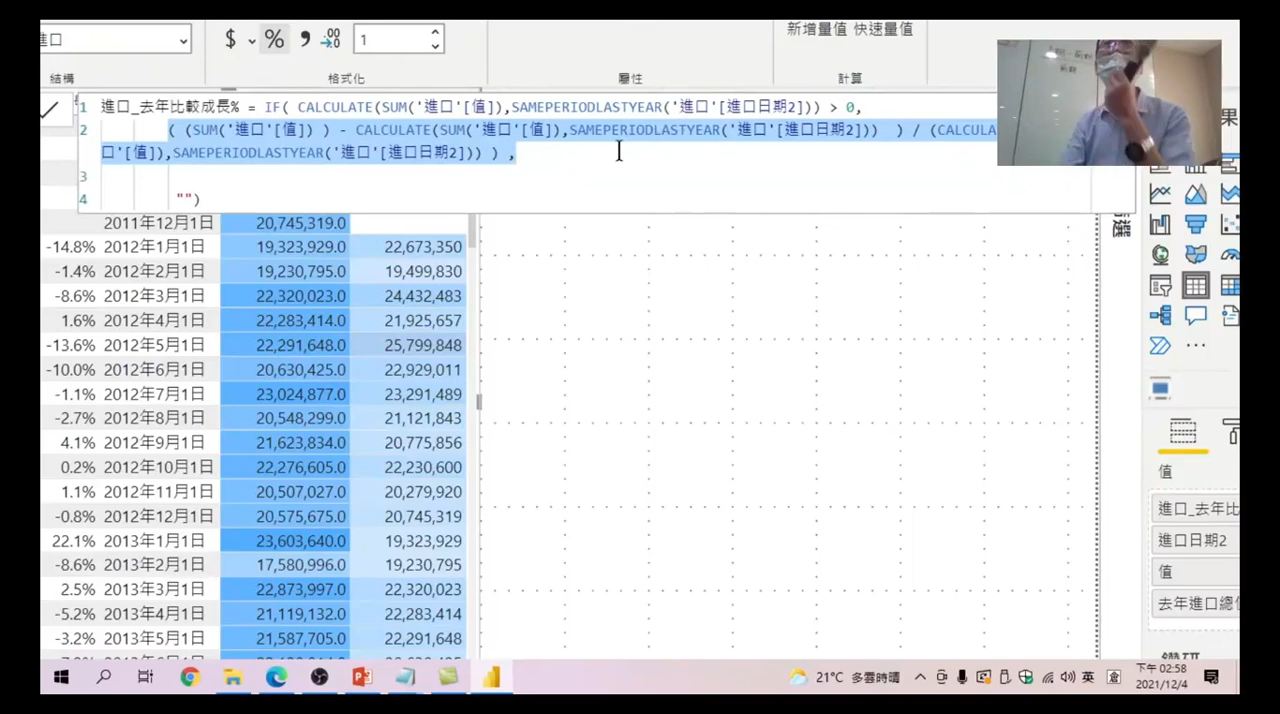 進口
$ % 9 .00 →.0 1
新增量值 快速量值
結構
格式化
屬性
計算
1 進口_去年比較成長% = IF( CALCULATE(SUM('進口'[值]),SAMEPERIODLASTYEAR('進口'[進口日期2])) > 0,
2 ( (SUM('進口'[值]) ) - CALCULATE(SUM('進口'[值]),SAMEPERIODLASTYEAR('進口'[進口日期2])) ) / (CALCULA
口'[值]),SAMEPERIODLASTYEAR('進口'[進口日期2])) ) ,
3
4 "")
2011年12月1日 20,745,319.0
-14.8% 2012年1月1日 19,323,929.0 22,673,350
-1.4% 2012年2月1日 19,230,795.0 19,499,830
-8.6% 2012年3月1日 22,320,023.0 24,432,483
1.6% 2012年4月1日 22,283,414.0 21,925,657
-13.6% 2012年5月1日 22,291,648.0 25,799,848
-10.0% 2012年6月1日 20,630,425.0 22,929,011
-1.1% 2012年7月1日 23,024,877.0 23,291,489
-2.7% 2012年8月1日 20,548,299.0 21,121,843
4.1% 2012年9月1日 21,623,834.0 20,775,856
0.2% 2012年10月1日 22,276,605.0 22,230,600
1.1% 2012年11月1日 20,507,027.0 20,279,920
-0.8% 2012年12月1日 20,575,675.0 20,745,319
22.1% 2013年1月1日 23,603,640.0 19,323,929
-8.6% 2013年2月1日 17,580,996.0 19,230,795
2.5% 2013年3月1日 22,873,997.0 22,320,023
-5.2% 2013年4月1日 21,119,132.0 22,283,414
-3.2% 2013年5月1日 21,587,705.0 22,291,648
選
果
值
進口_去年比
進口日期2
值
去年進口總
21°C 多雲時晴
英
倉
下午 02:58
2021/12/4